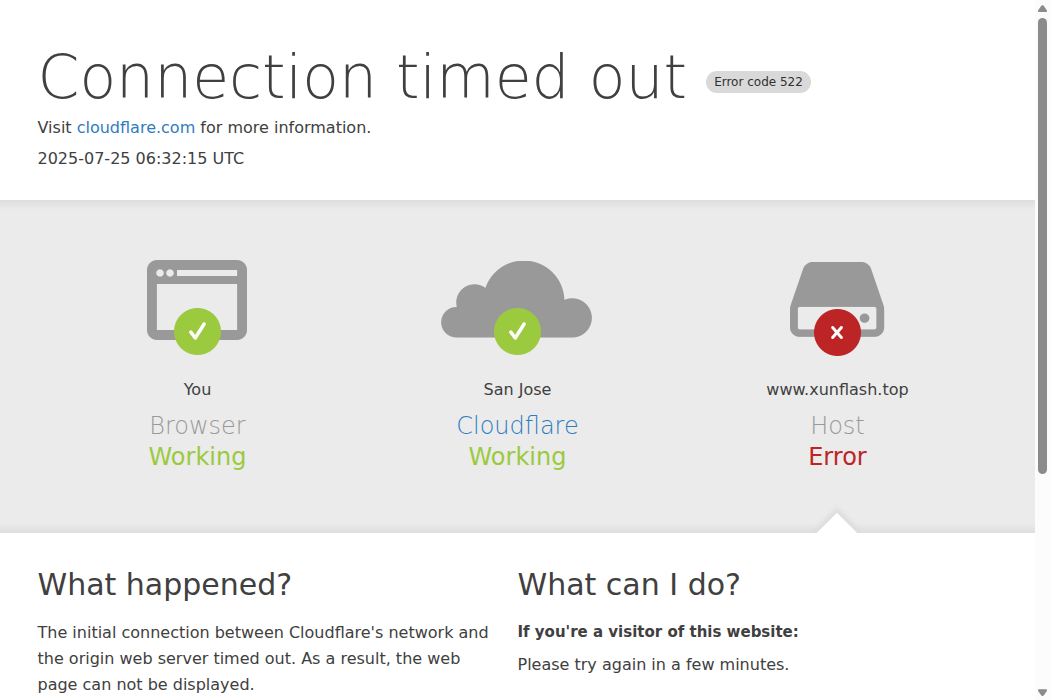 Connection timed out Error code 522
Visit cloudflare.com for more information.
2025-07-25 06:32:15 UTC
You
Browser
Working
San Jose
Cloudflare
Working
www.xunflash.top
Host
Error
What happened?
The initial connection between Cloudflare's network and
the origin web server timed out. As a result, the web
page can not be displayed.
What can I do?
If you're a visitor of this website:
Please try again in a few minutes.